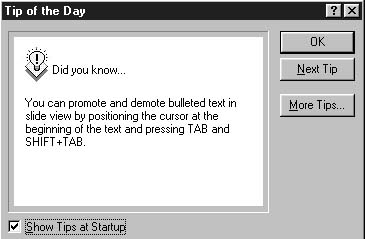 Tip of the Day
OK
Did you know...
Next Tip
You can promote and demote bulleted text in
slide view by positioning the cursor at the
beginning of the text and pressing TAB and
SHIFT+TAB.
More Tips...
Show Tips at Startup